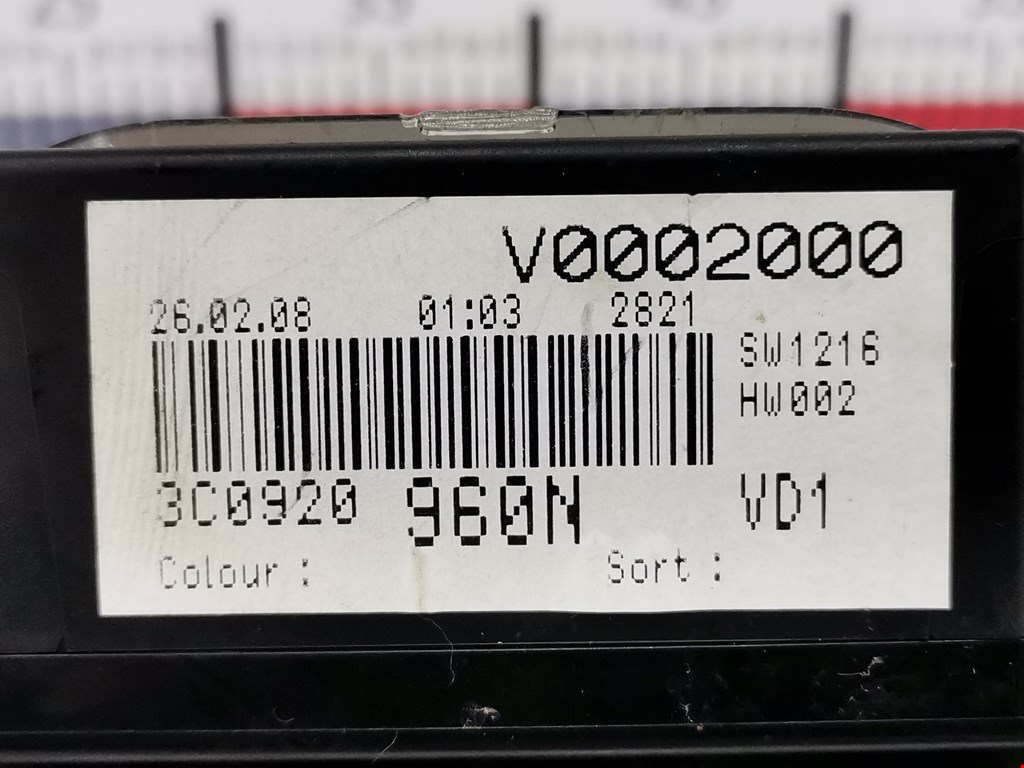 V0002000
26.02.08 01:03 2821
SW1216
HW002
3C0920 960N VD1
Colour : Sort :